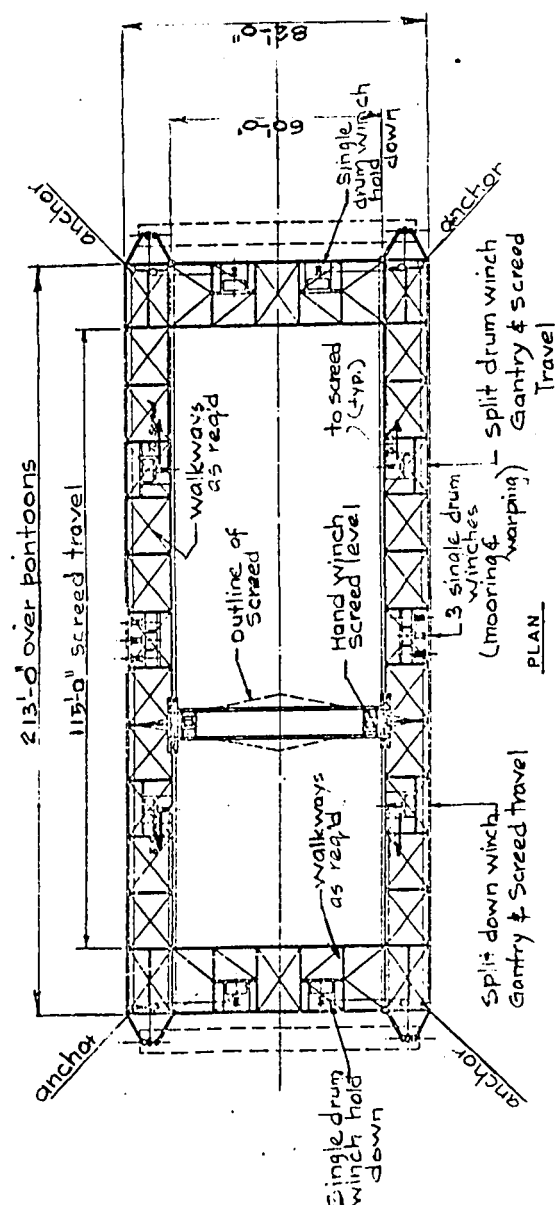 82'-0"
60'-0"
anchor
single
drum winch
hold
down
anchor
213'-0" over pontoons
115'-0" screed travel
walkways
as req'd
to screed
(typ.)
Split drum winch
Gantry & screed
Travel
outline of
screed
Hand winch
screed level
3 single drum
winches
(mooring &
warping)
PLAN
walkways
as req'd
Split down winch
Gantry & Screed travel
anchor
anchor
Single drum
winch hold
down